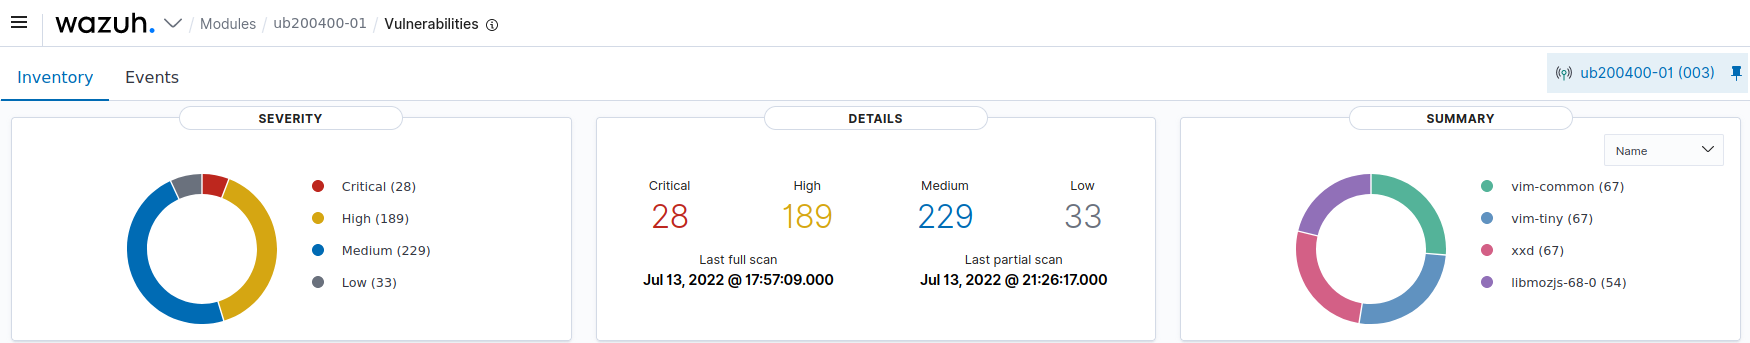 wazuh. / Modules / ub200400-01 / Vulnerabilities
Inventory Events
ub200400-01 (003)
SEVERITY
Critical (28)
High (189)
Medium (229)
Low (33)
DETAILS
Critical High Medium Low
28 189 229 33
Last full scan Last partial scan
Jul 13, 2022 @ 17:57:09.000 Jul 13, 2022 @ 21:26:17.000
SUMMARY
Name
vim-common (67)
vim-tiny (67)
xxd (67)
libmozjs-68-0 (54)